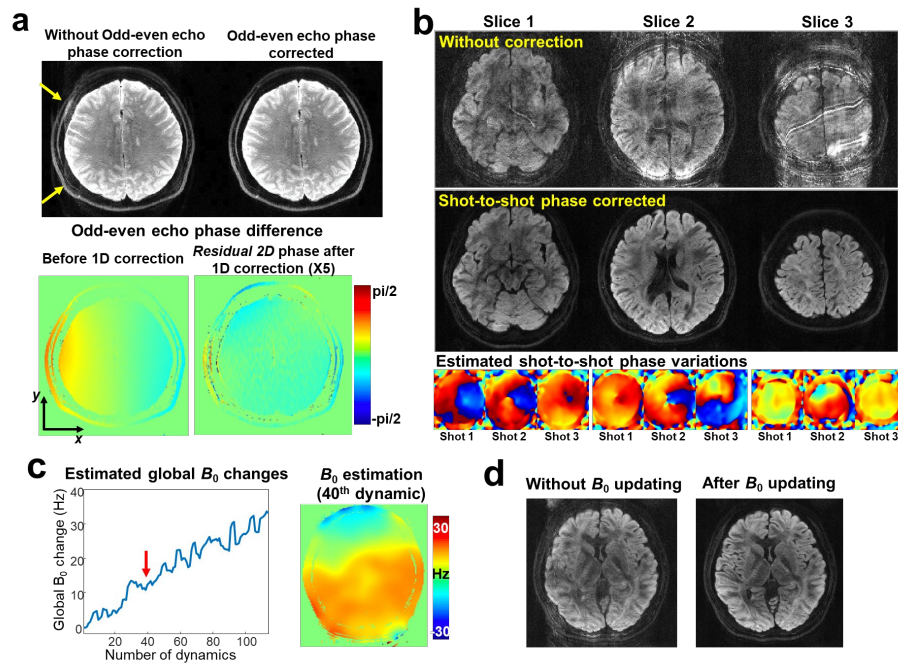 a
Without Odd-even echo
phase correction
Odd-even echo phase
corrected
Odd-even echo phase difference
Before 1D correction
Residual 2D phase after
1D correction (X5)
pi/2
-pi/2
y
x
b
Slice 1
Slice 2
Slice 3
Without correction
Shot-to-shot phase corrected
Estimated shot-to-shot phase variations
Shot 1
Shot 2
Shot 3
Shot 1
Shot 2
Shot 3
Shot 1
Shot 2
Shot 3
c
Estimated global B0 changes
Global B0 change (Hz)
40
30
20
10
0
20
40
60
80
100
Number of dynamics
B0 estimation
(40th dynamic)
30
Hz
-30
d
Without B0 updating
After B0 updating